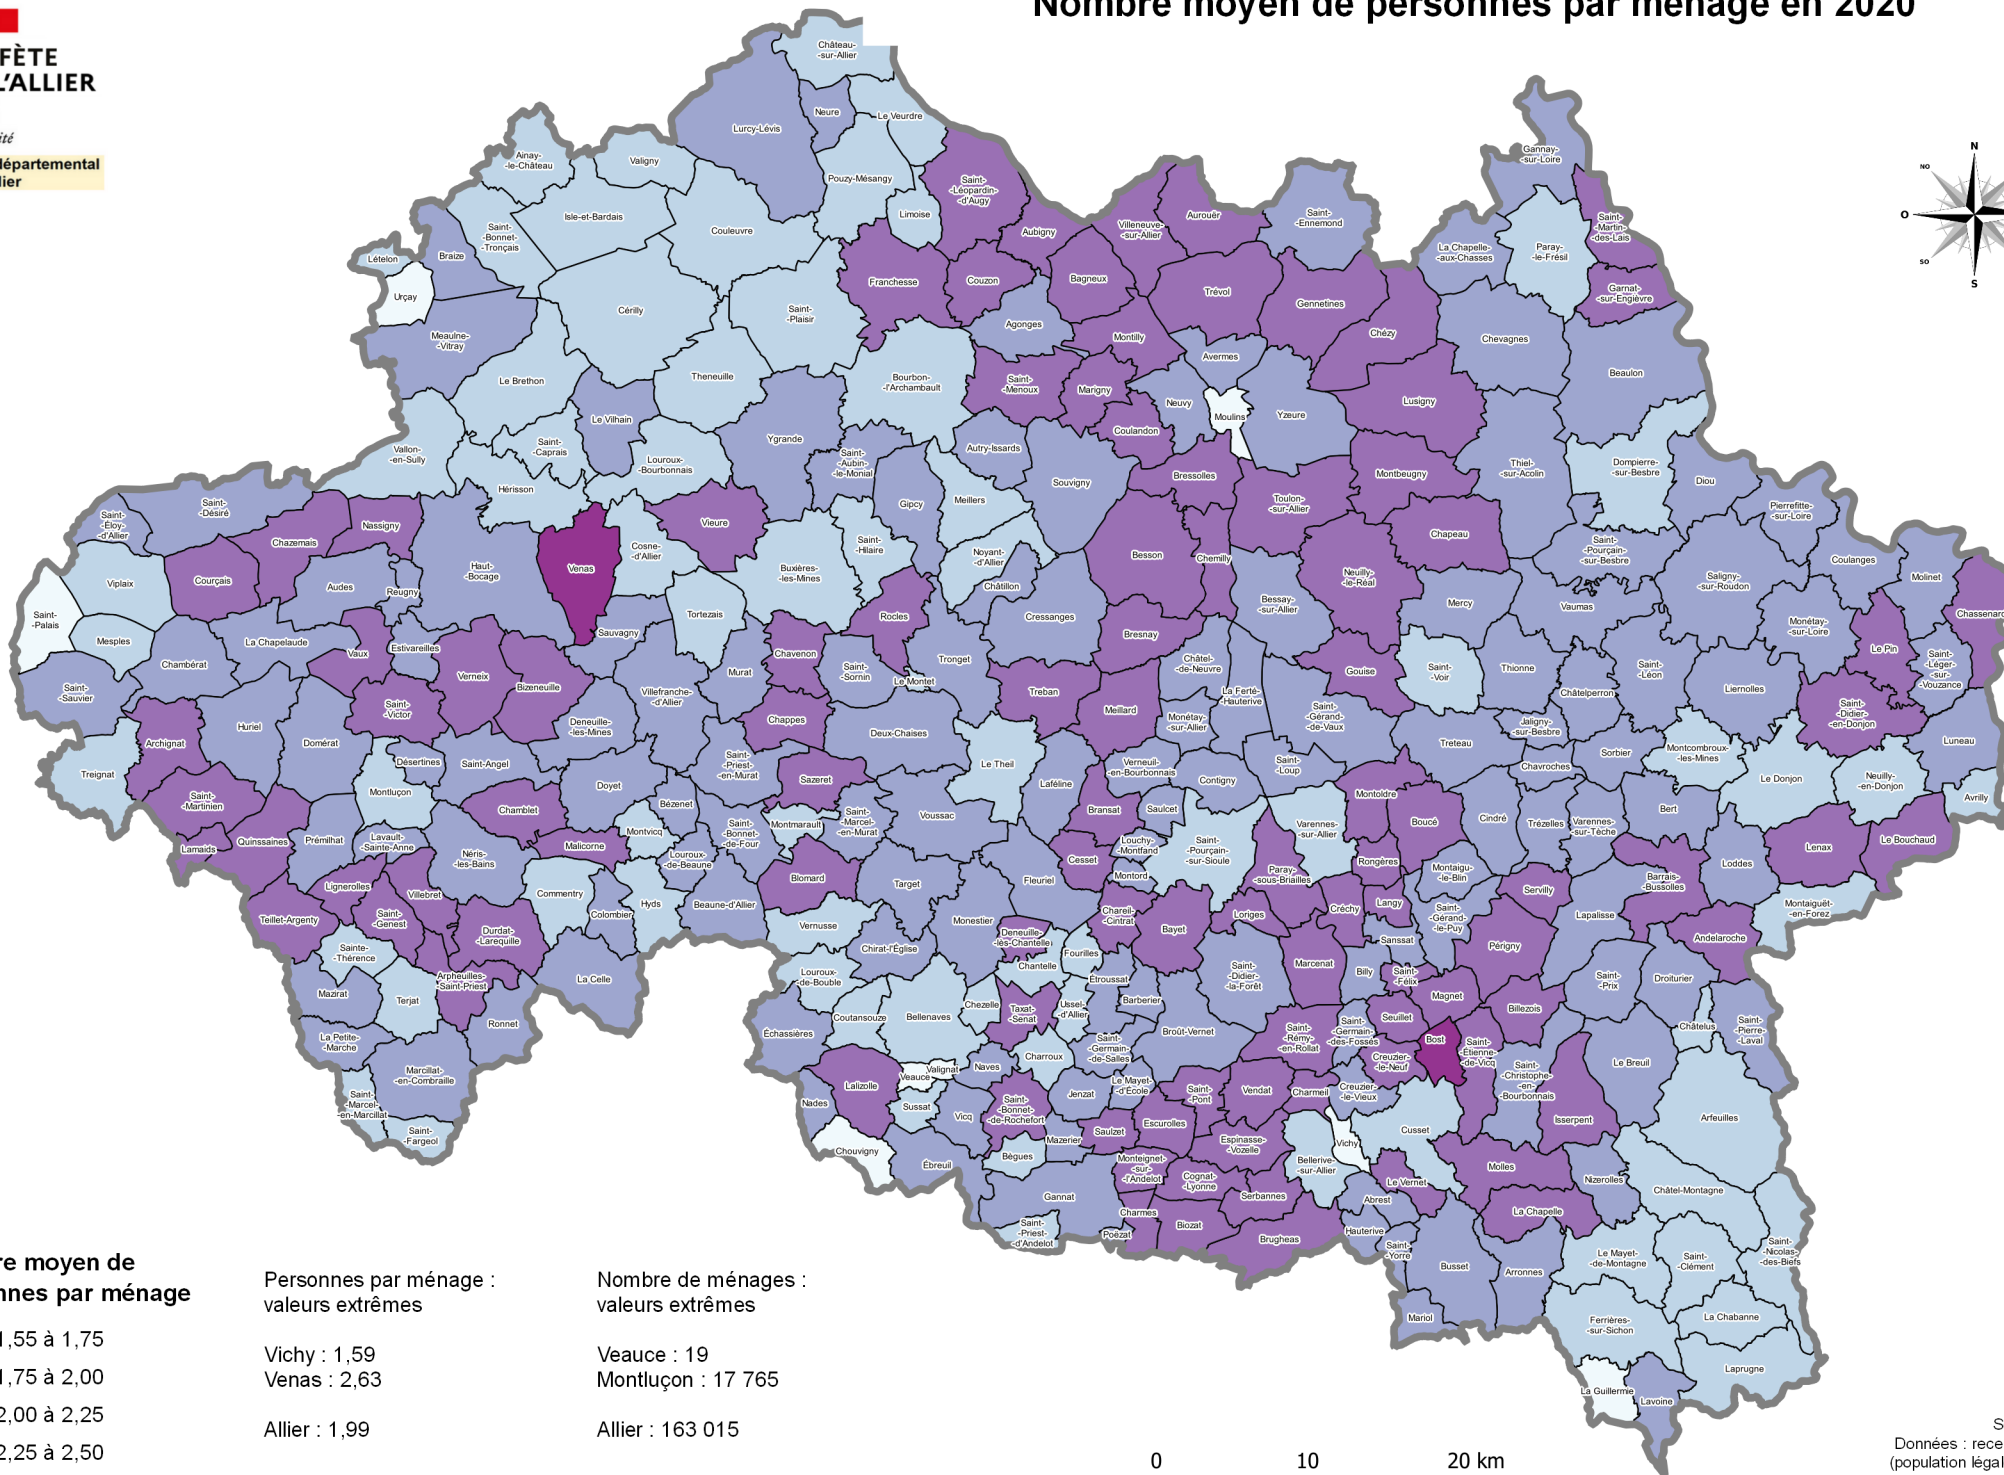 Nombre moyen de personnes par ménage en 2020
FÈTE
L'ALLIER
ité
départemental
lier
N
NO
O
SO
S
Château-
-sur-Allier
Neure
Le Veurdre
Lurcy-Lévis
Ainay-
-le-Château
Valigny
Pouzy-Mésangy
Limoise
Saint-
-Léopardin-
-d'Augy
Isle-et-Bardais
Couleuvre
Saint-
-Bonnet-
-Tronçais
Braize
Lételon
Urçay
Meaulne-
-Vitray
Cérilly
Saint-
-Plaisir
Franchesse
Couzon
Aubigny
Bagneux
Villeneuve-
-sur-Allier
Aurouër
Saint-
-Ennemond
Gannay-
-sur-Loire
La Chapelle-
-aux-Chasses
Paray-
-le-Frésil
Saint-
-Martin-
-des-Lais
Garnat-
-sur-Engièvre
Trévol
Gennetines
Chézy
Chevagnes
Beaulon
Agonges
Montilly
Avermes
Le Brethon
Theneuille
Bourbon-
-l'Archambault
Saint-
-Menoux
Marigny
Neuvy
Moulins
Yzeure
Lusigny
Coulandon
Le Vilhain
Ygrande
Vallon-
-en-Sully
Saint-
-Caprais
Louroux-
-Bourbonnais
Saint-
-Aubin-
-le-Monial
Autry-Issards
Souvigny
Bressolles
Montbeugny
Thiel-
-sur-Acolin
Dompierre-
-sur-Besbre
Diou
Pierrefitte-
-sur-Loire
Hérisson
Gipcy
Meillers
Toulon-
-sur-Allier
Saint-
-Désiré
Saint-
-Éloy-
-d'Allier
Nassigny
Chazemais
Vieure
Cosne-
-d'Allier
Saint-
-Hilaire
Noyant-
-d'Allier
Chapeau
Besson
Chemilly
Saint-
-Pourçain-
-sur-Besbre
Coulanges
Molinet
Viplaix
Courçais
Audes
Reugny
Haut-
-Bocage
Venas
Buxières-
-les-Mines
Châtillon
Neuilly-
-le-Réal
Saligny-
-sur-Roudon
Saint-
-Palais
Tortezais
Rocles
Cressanges
Bessay-
-sur-Allier
Mercy
Vaumas
Monétay-
-sur-Loire
Chassenard
Mesples
La Chapelaude
Vaux
Estivareilles
Sauvagny
Bresnay
Le Pin
Chambérat
Chavenon
Saint-
-Sornin
Tronget
Châtel-
-de-Neuvre
Gouise
Saint-
-Voir
Thionne
Châtelperron
Saint-
-Léon
Liernolles
Saint-
-Léger-
-sur-
-Vouzance
Saint-
-Sauvier
Verneix
Bizeneuille
Murat
Le Montet
Treban
La Ferté-
-Hauterive
Saint-
-Victor
Villefranche-
-d'Allier
Meillard
Saint-
-Didier-
-en-Donjon
Huriel
Deneuille-
-les-Mines
Chappes
Deux-Chaises
Monétay-
-sur-Allier
Saint-
-Gérand-
-de-Vaux
Jaligny-
-sur-Besbre
Archignat
Domérat
Treteau
Luneau
Treignat
Désertines
Saint-Angel
Saint-
-Priest-
-en-Murat
Le Theil
Verneuil-
-en-Bourbonnais
Saint-
-Loup
Chavroches
Sorbier
Montcombroux-
-les-Mines
Montluçon
Doyet
Sazeret
Laféline
Contigny
Montoldre
Le Donjon
Neuilly-
-en-Donjon
Avrilly
Saint-
-Martinien
Chamblet
Bézenet
Bransat
Saulcet
Boucé
Cindré
Trézelles
Varennes-
-sur-Tèche
Bert
Lamaids
Quinssaines
Prémilhat
Lavault-
-Sainte-Anne
Malicorne
Montvicq
Saint-
-Bonnet-
-de-Four
Montmarault
Saint-
-Marcel-
-en-Murat
Voussac
Louchy-
-Montfand
Saint-
-Pourçain-
-sur-Sioule
Varennes-
-sur-Allier
Lenax
Le Bouchaud
Néris-
-les-Bains
Louroux-
-de-Beaune
Cesset
Rongères
Loddes
Lignerolles
Villebret
Commentry
Colombier
Hyds
Beaune-d'Allier
Blomard
Target
Fleuriel
Montord
Paray-
-sous-Briailles
Montaigu-
-le-Blin
Servilly
Barrais-
-Bussolles
Teillet-Argenty
Saint-
-Genest
Durdat-
-Larequille
Vernusse
Monestier
Chareil-
-Cintrat
Loriges
Créchy
Langy
Saint-
-Gérand-
-le-Puy
Lapalisse
Montaiguët-
-en-Forez
Sainte-
-Thérence
Chirat-l'Église
Deneuille-
-lès-Chantelle
Bayet
Sanssat
Périgny
Andelaroche
Fourilles
Chantelle
Étroussat
Saint-
-Didier-
-la-Forêt
Marcenat
Billy
Saint-
-Félix
Saint-
-Prix
Droiturier
Mazirat
Terjat
Arpheuilles-
-Saint-Priest
La Celle
Louroux-
-de-Bouble
Magnet
Billezois
Chezelle
Taxat-
-Senat
Ussel-
-d'Allier
Barberier
Coutansouze
Bellenaves
Seuillet
Châtelus
Saint-
-Pierre-
-Laval
Ronnet
Échassières
Broût-Vernet
Saint-
-Rémy-
-en-Rollat
Saint-
-Germain-
-des-Fossés
Bost
Saint-
-Étienne-
-de-Vicq
La Petite-
-Marche
Charroux
Saint-
-Germain-
-de-Salles
Creuzier-
-le-Neuf
Le Breuil
Marcillat-
-en-Combraille
Lalizolle
Veauce
Valignat
Naves
Saint-
-Christophe-
-en-
-Bourbonnais
Nades
Sussat
Vicq
Saint-
-Bonnet-
-de-Rochefort
Jenzat
Le Mayet-
-d'École
Saint-
-Pont
Vendat
Charmeil
Creuzier-
-le-Vieux
Saint-
-Marcel-
-en-Marcillat
Arfeuilles
Isserpent
Saint-
-Fargeol
Mazerier
Saulzet
Escurolles
Espinasse-
-Vozelle
Vichy
Cusset
Chouvigny
Ébreuil
Bègues
Bellerive-
-sur-Allier
Monteignet-
-sur-
-l'Andelot
Cognat-
-Lyonne
Serbannes
Le Vernet
Molles
Nizerolles
Châtel-Montagne
Gannat
Abrest
La Chapelle
Charmes
Biozat
Saint-
-Priest-
-d'Andelot
Poëzat
Brugheas
Hauterive
Saint-
-Yorre
Busset
Arronnes
Le Mayet-
-de-Montagne
Saint-
-Clément
Saint-
-Nicolas-
-des-Biefs
Mariol
Ferrières-
-sur-Sichon
La Chabanne
Laprugne
La Guillermie
Lavoine
re moyen de
nnes par ménage
1,55 à 1,75
1,75 à 2,00
2,00 à 2,25
2,25 à 2,50
Personnes par ménage :
valeurs extrêmes
Vichy : 1,59
Venas : 2,63
Allier : 1,99
Nombre de ménages :
valeurs extrêmes
Veauce : 19
Montluçon : 17 765
Allier : 163 015
0 10 20 km
S
Données : rece
(population légal